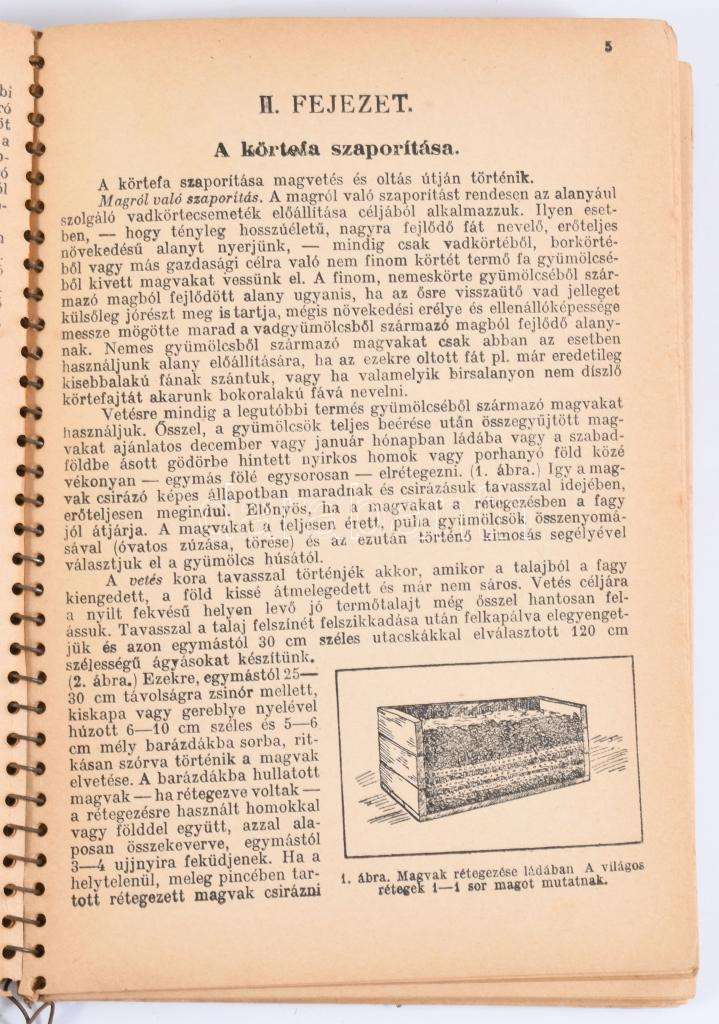 5
II. FEJEZET.
A körtefa szaporítása.
A körtefa szaporítása magvetés és oltás útján történik.
Magról való szaporítás. A magról való szaporítást rendesen az alanyául
szolgáló vadkörtecsemeték előállítása céljából alkalmazzuk. Ilyen eset-
ben, — hogy tényleg hosszúéletű, nagyra fejlődő fát nevelő, erőteljes
növekedésű alanyt nyerjünk, — mindig csak vadkörtéből, borkörté-
ből vagy más gazdasági célra való nem finom körtét termő fa gyümölcsé-
ből kivett magvakat vessünk el. A finom, nemeskörte gyümölcséből szár-
mazó magból fejlődött alany ugyanis, ha az ősre visszaütő vad jelleget
külsőleg jórészt meg is tartja, mégis növekedési erélye és ellenállóképessége
messze mögötte marad a vadgyümölcsből származó magból fejlődő alany-
nak. Nemes gyümölcsből származó magvakat csak abban az esetben
használjunk alany előállítására, ha az ezekre oltott fát pl. már eredetileg
kisebbalakú fának szántuk, vagy ha valamelyik birsalanyon nem díszlő
körtefajtát akarunk bokoralakú fává nevelni.
Vetésre mindig a legutóbbi termés gyümölcséből származó magvakat
használjuk. Ősszel, a gyümölcsök teljes beérése után összegyüjtött mag-
vakat ajánlatos december vagy január hónapban ládába vagy a szabad-
földbe ásott gödörbe hintett nyirkos homok vagy porhanyó föld közé
vékonyan — egymás fölé egysorosan — elrétegezni. (1. ábra.) Igy a mag-
vak csirázó képes állapotban maradnak és csirázásuk tavasszal idejében,
erőteljesen megindul. Előnyös, ha a magvakat a rétegezésben a fagy
jól átjárja. A magvakat a teljesen érett, puha gyümölcsök összenyomá-
sával (óvatos zúzása, törése) és az ezután történő kimosás segélyével
választjuk el a gyümölcs húsától.
A vetés kora tavasszal történjék akkor, amikor a talajból a fagy
kiengedett, a föld kissé átmelegedett és már nem sáros. Vetés céljára
a nyilt fekvésű helyen levő jó termőtalajt még ősszel hantosan fel-
ássuk. Tavasszal a talaj felszínét felszikkadása után felkapálva elegyenget-
jük és azon egymástól 30 cm széles utacskákkal elválasztott 120 cm
szélességű ágyásokat készítünk.
(2. ábra.) Ezekre, egymástól 25—
30 cm távolságra zsinór mellett,
kiskapa vagy gereblye nyelével
húzott 6—10 cm széles és 5—6
cm mély barázdákba sorba, rit-
kásan szórva történik a magvak
elvetése. A barázdákba hullatott
magvak — ha rétegezve voltak —
a rétegezésre használt homokkal
vagy földdel együtt, azzal ala-
posan összekeverve, egymástól
3—4 ujjnyira feküdjenek. Ha a
helytelenül, meleg pincében tar-
tott rétegezett magvak csirázni
1. ábra. Magvak rétegezése ládában A világos
rétegek 1—1 sor magot mutatnak.